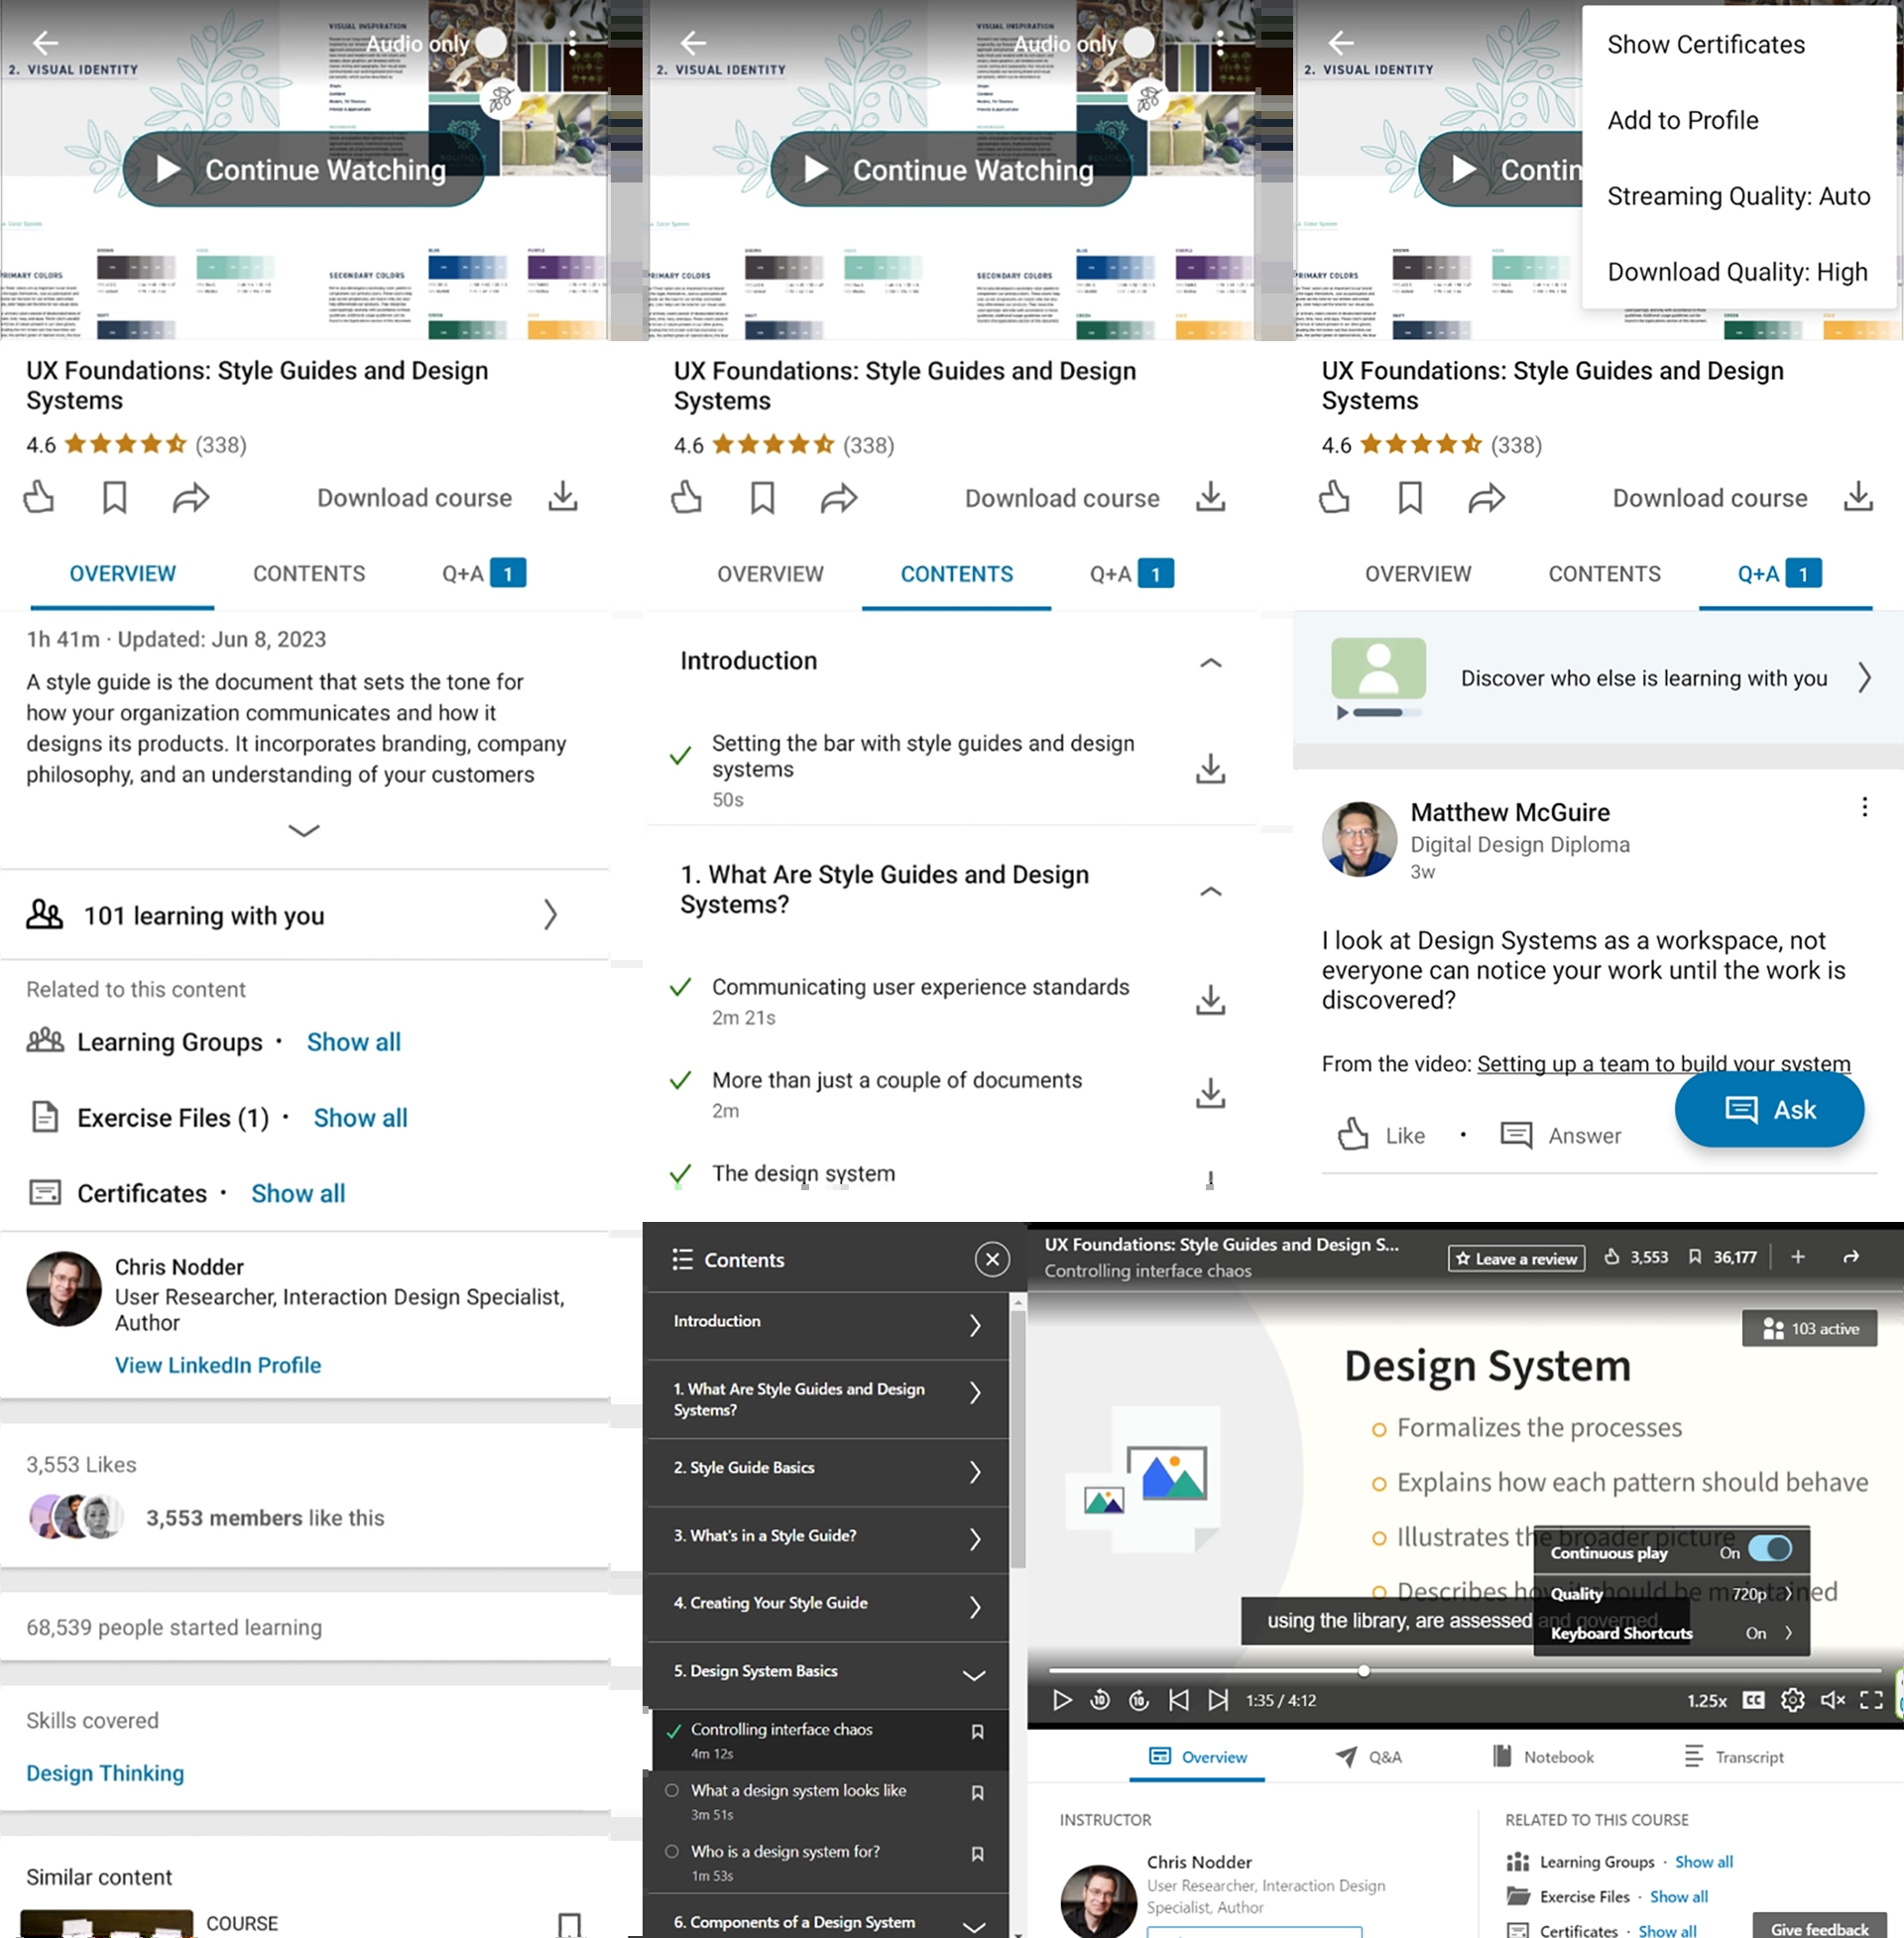 Audio only
2. VISUAL IDENTITY
VISUAL INSPIRATION
Continue Watching
PRIMARY COLORS
SECONDARY COLORS
UX Foundations: Style Guides and Design
Systems
4.6 (338)
Download course
OVERVIEW CONTENTS Q+A 1
1h 41m · Updated: Jun 8, 2023
A style guide is the document that sets the tone for
how your organization communicates and how it
designs its products. It incorporates branding, company
philosophy, and an understanding of your customers
101 learning with you
Related to this content
Learning Groups · Show all
Exercise Files (1) · Show all
Certificates · Show all
Chris Nodder
User Researcher, Interaction Design Specialist,
Author
View LinkedIn Profile
3,553 Likes
3,553 members like this
68,539 people started learning
Skills covered
Design Thinking
Similar content
COURSE
Audio only
2. VISUAL IDENTITY
VISUAL INSPIRATION
Continue Watching
PRIMARY COLORS
SECONDARY COLORS
UX Foundations: Style Guides and Design
Systems
4.6 (338)
Download course
OVERVIEW CONTENTS Q+A 1
Introduction
Setting the bar with style guides and design
systems
50s
1. What Are Style Guides and Design
Systems?
Communicating user experience standards
2m 21s
More than just a couple of documents
2m
The design system
2. VISUAL IDENTITY
Contin
PRIMARY COLORS
Show Certificates
Add to Profile
Streaming Quality: Auto
Download Quality: High
UX Foundations: Style Guides and Design
Systems
4.6 (338)
Download course
OVERVIEW CONTENTS Q+A 1
Discover who else is learning with you
Matthew McGuire
Digital Design Diploma
3w
I look at Design Systems as a workspace, not
everyone can notice your work until the work is
discovered?
From the video: Setting up a team to build your system
Like · Answer
Ask
Contents
Introduction
1. What Are Style Guides and Design
Systems?
2. Style Guide Basics
3. What's in a Style Guide?
4. Creating Your Style Guide
5. Design System Basics
Controlling interface chaos
4m 12s
What a design system looks like
3m 51s
Who is a design system for?
1m 53s
6. Components of a Design System
UX Foundations: Style Guides and Design S...
Controlling interface chaos
Leave a review 3,553 36,177
103 active
Design System
Formalizes the processes
Explains how each pattern should behave
Illustrates the broader picture
Describes how it should be maintained
using the library, are assessed and governed
Continuous play On
Quality 720p
Keyboard Shortcuts On
1:35 / 4:12
1.25x CC
Overview Q&A Notebook Transcript
INSTRUCTOR
Chris Nodder
User Researcher, Interaction Design
Specialist, Author
RELATED TO THIS COURSE
Learning Groups · Show all
Exercise Files · Show all
Certificates · Show all
Give feedback